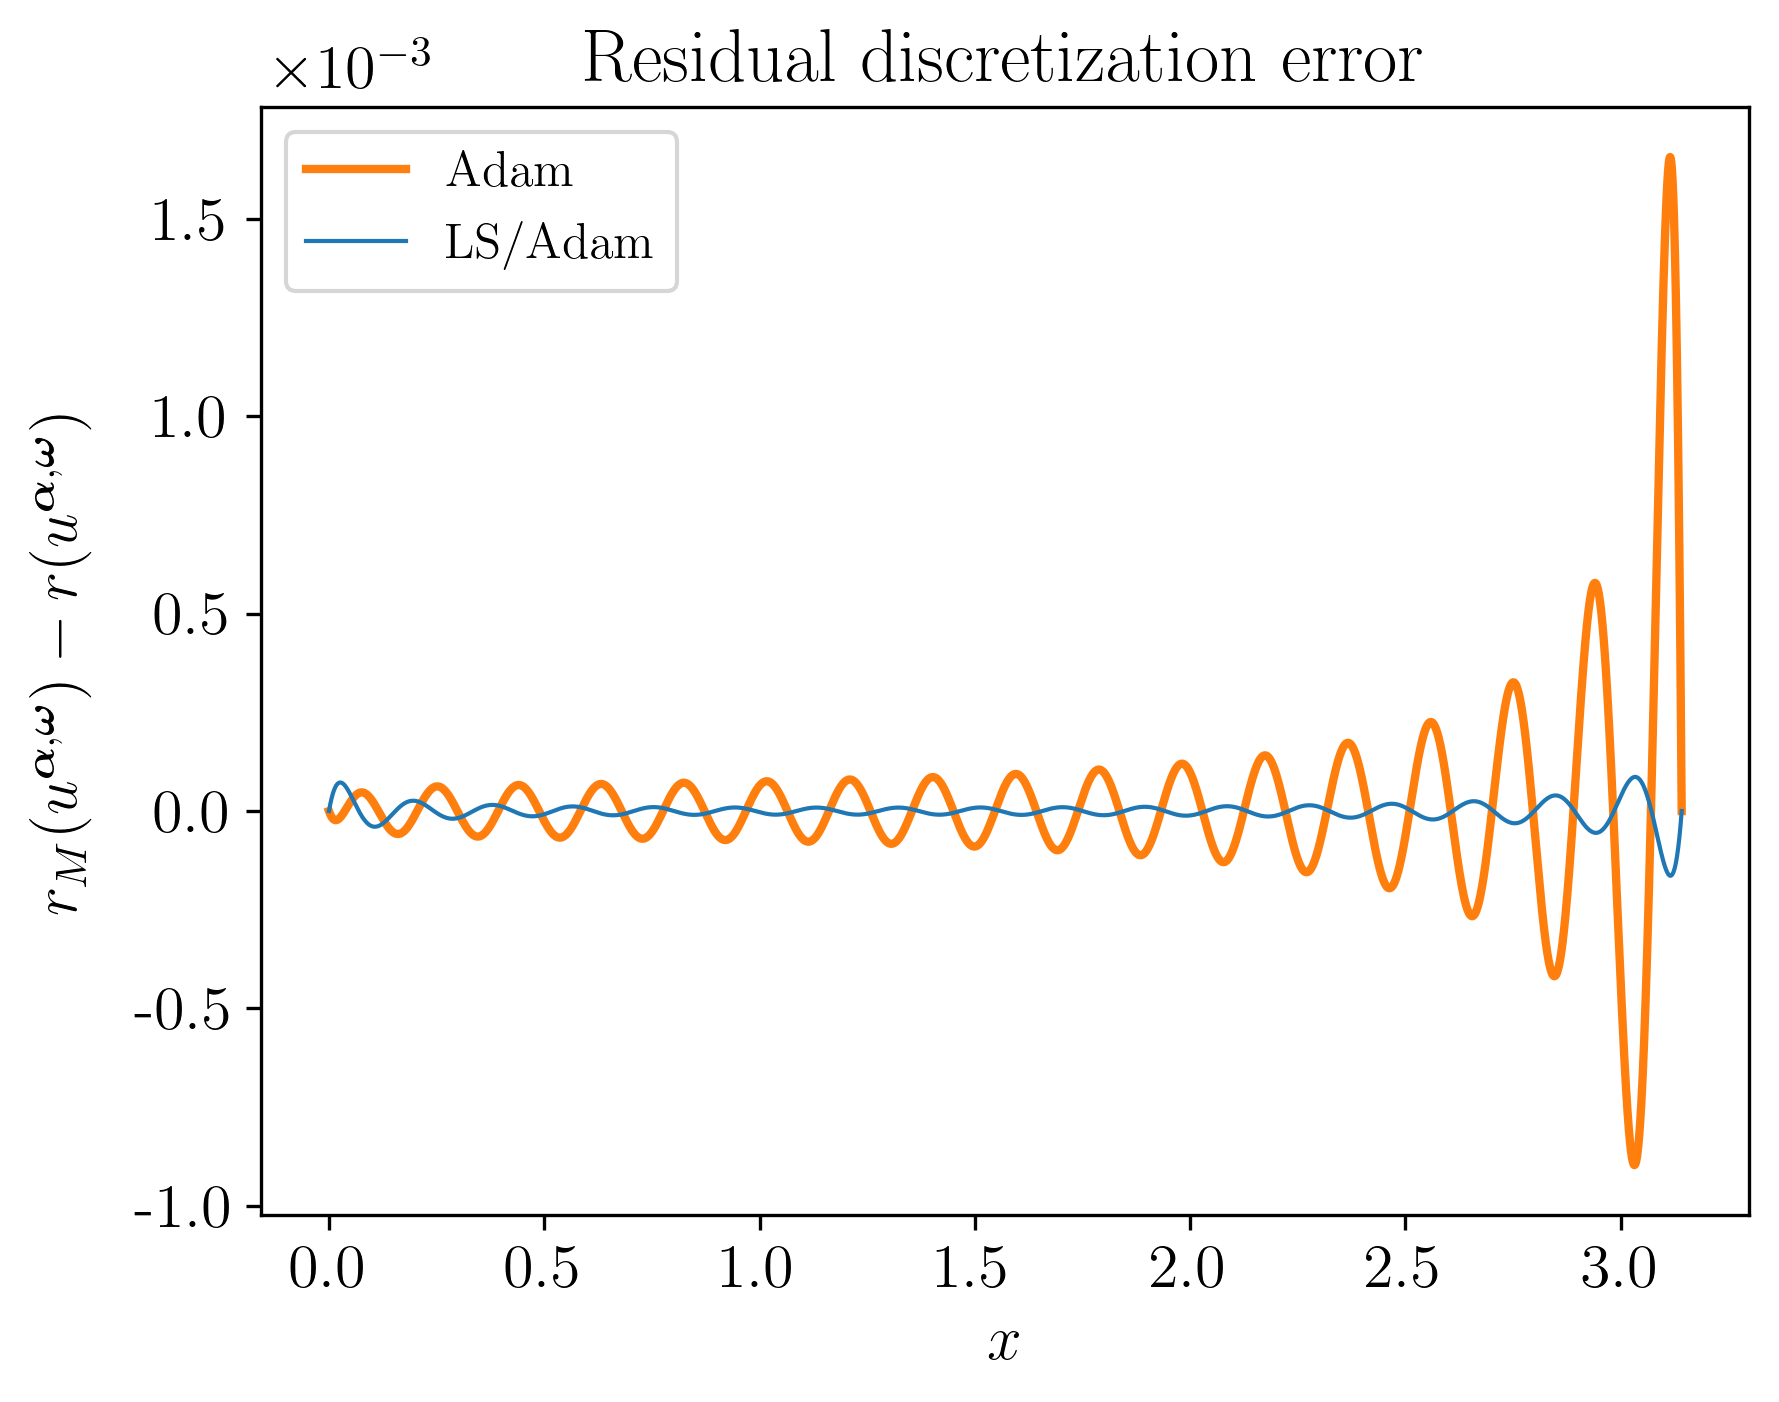 ×10⁻³
Residual discretization error
Adam
LS/Adam
1.5
1.0
0.5
0.0
-0.5
-1.0
r_M(u^{α,ω}) − r(u^{α,ω})
0.0 0.5 1.0 1.5 2.0 2.5 3.0
x